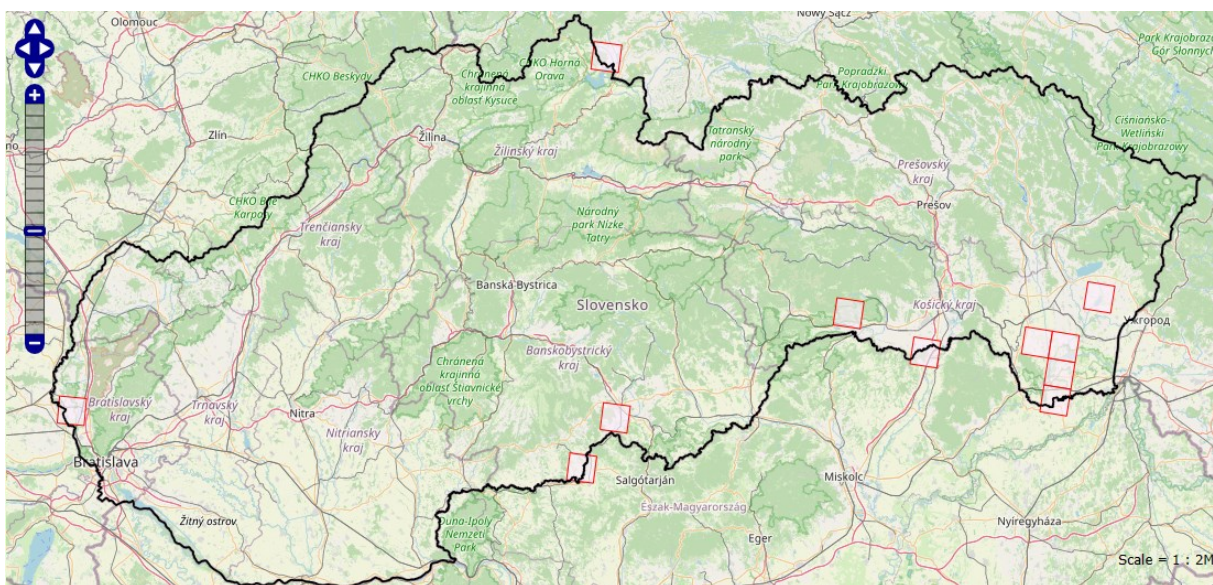 Olomouc
Nowy Sącz
Park Krajobrazowy
Gór Słonnych
CHKO Beskydy
CHKO Horná
Orava
Chránená
krajinná
oblasť Kysuce
Popradzki
Park Krajobrazowy
Ciśniańsko-
Wetliński
Park Krajobrazowy
Zlín
Žilina
Žilinský kraj
Tatranský
národný
park
Prešovský
kraj
CHKO Bílé
Karpaty
Trenčiansky
kraj
Národný
park Nízke
Tatry
Prešov
Banská Bystrica
Slovensko
Košický kraj
Ужгород
Banskobystrický
kraj
Chránená
krajinná
oblasť Štiavnické
vrchy
Bratislavský
kraj
Trnavský
kraj
Nitra
Nitriansky
kraj
Bratislava
Salgótarján
Miskolc
Észak-Magyarország
Žitný ostrov
Duna-Ipoly
Nemzeti
Park
Eger
Nyíregyháza
Scale = 1 : 2M